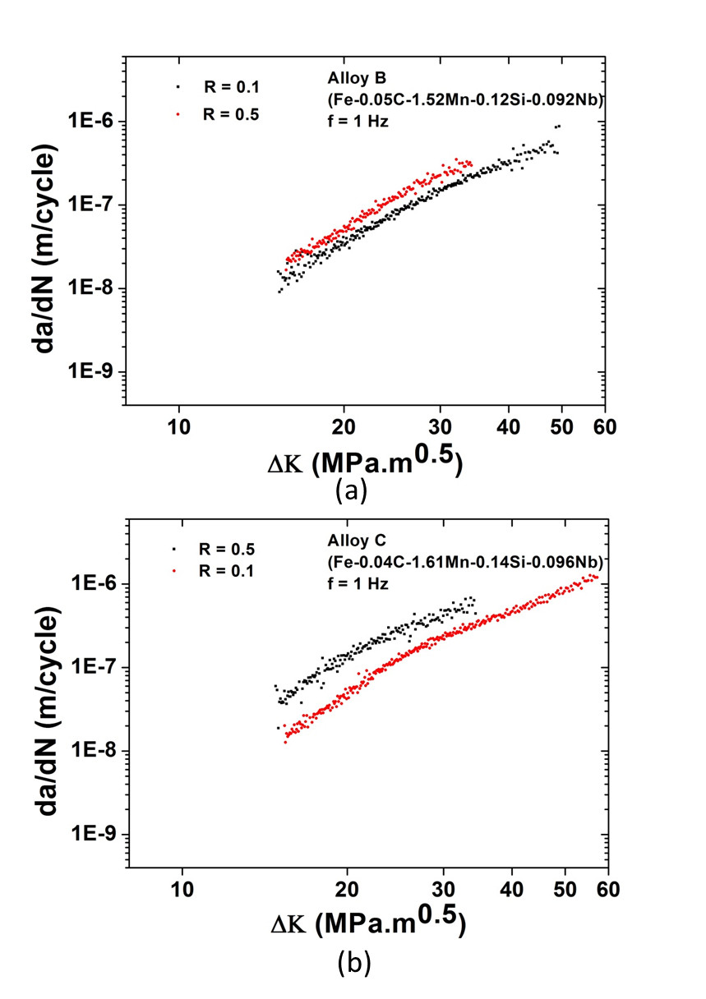 R = 0.1
R = 0.5
Alloy B
(Fe-0.05C-1.52Mn-0.12Si-0.092Nb)
f = 1 Hz
1E-6
1E-7
1E-8
1E-9
da/dN (m/cycle)
10 20 30 40 50 60
ΔK (MPa.m^0.5)
(a)
R = 0.5
R = 0.1
Alloy C
(Fe-0.04C-1.61Mn-0.14Si-0.096Nb)
f = 1 Hz
1E-6
1E-7
1E-8
1E-9
da/dN (m/cycle)
10 20 30 40 50 60
ΔK (MPa.m^0.5)
(b)